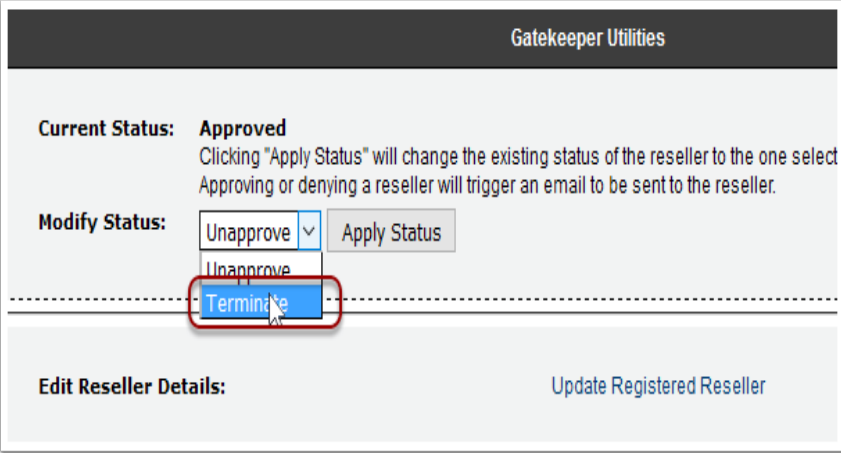 Gatekeeper Utilities
Current Status: Approved
Clicking "Apply Status" will change the existing status of the reseller to the one select
Approving or denying a reseller will trigger an email to be sent to the reseller.
Modify Status: Unapprove Apply Status
Unapprove
Terminate
Edit Reseller Details: Update Registered Reseller